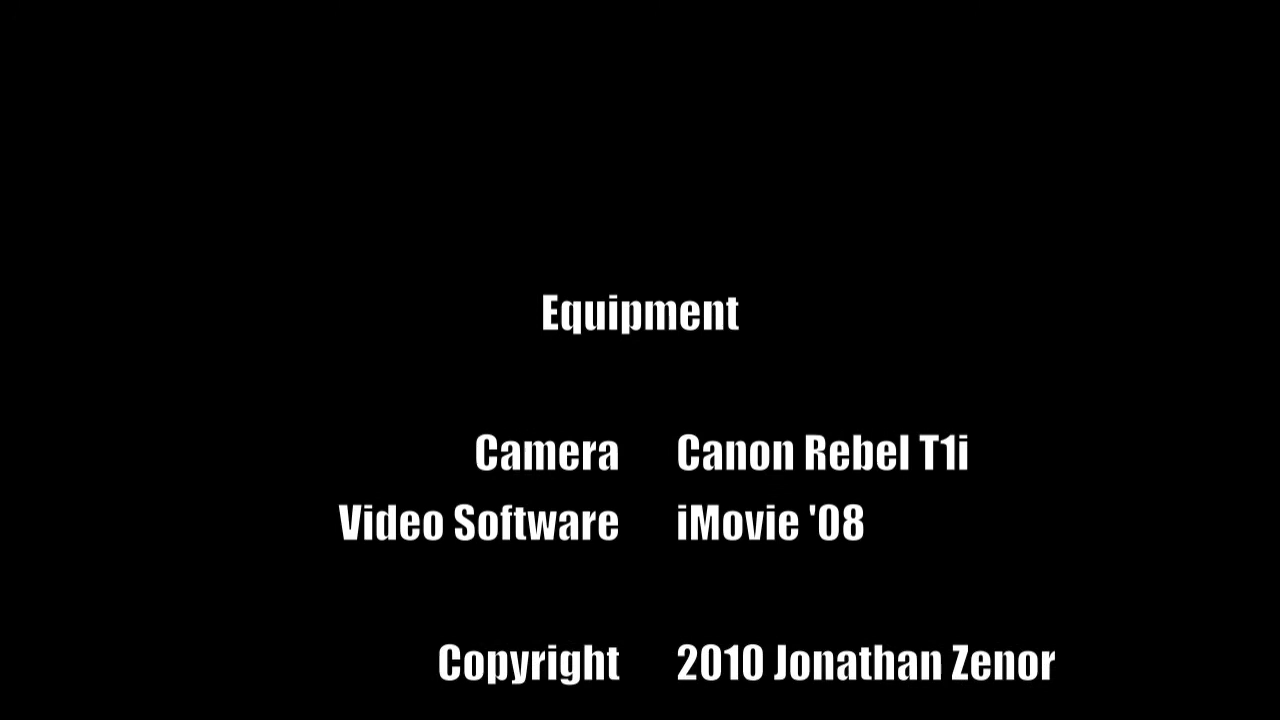 Equipment
Camera Canon Rebel T1i
Video Software iMovie '08
Copyright 2010 Jonathan Zenor